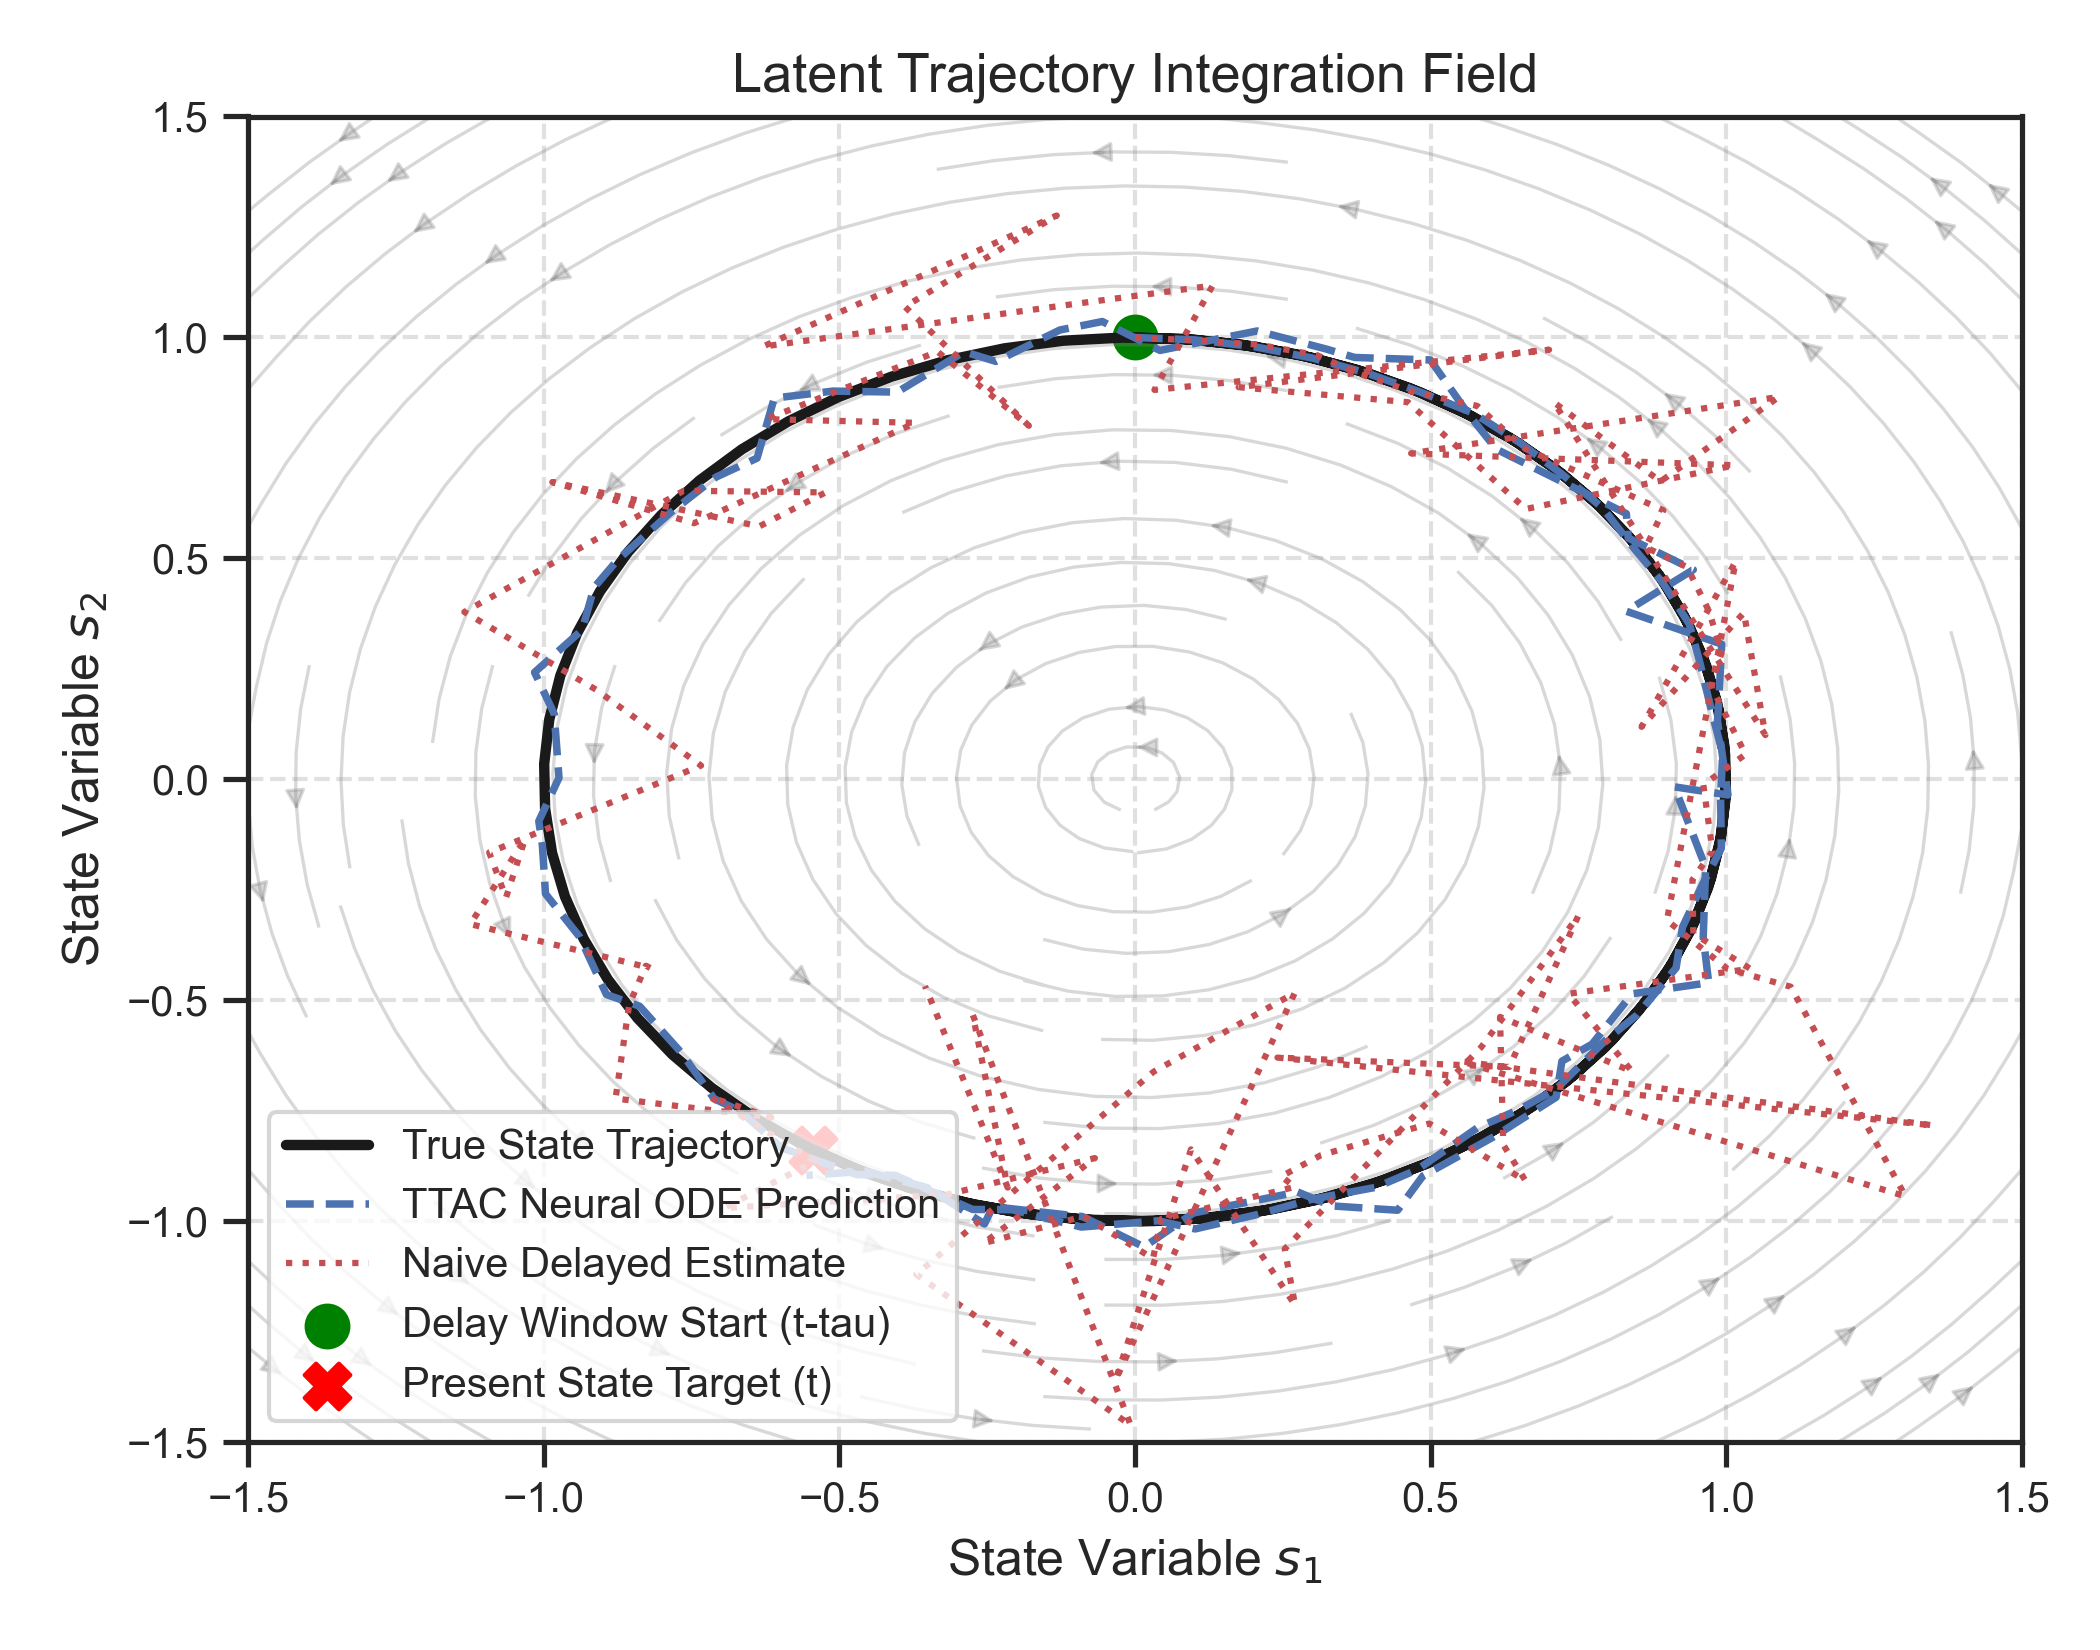 Latent Trajectory Integration Field
1.5
1.0
0.5
0.0
−0.5
−1.0
−1.5
State Variable s₂
True State Trajectory
TTAC Neural ODE Prediction
Naive Delayed Estimate
Delay Window Start (t-tau)
Present State Target (t)
−1.5 −1.0 −0.5 0.0 0.5 1.0 1.5
State Variable s₁